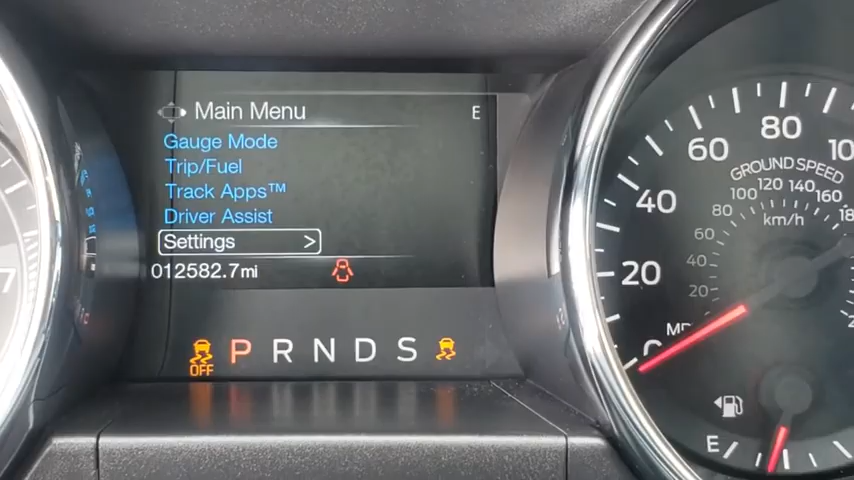 Main Menu
E
Gauge Mode
Trip/Fuel
Track Apps™
Driver Assist
Settings >
012582.7mi
OFF
P R N D S
20
40
60
80
GROUND SPEED
20
40
60
80
100
120
140
160
km/h
E